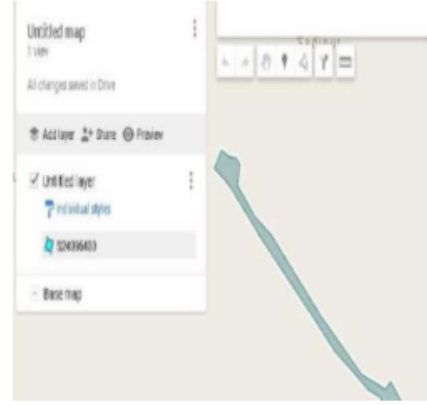 Untitled map
1 view
All changes saved in Drive
Add layer Share Preview
Untitled layer
Individual styles
S24096400
Base map